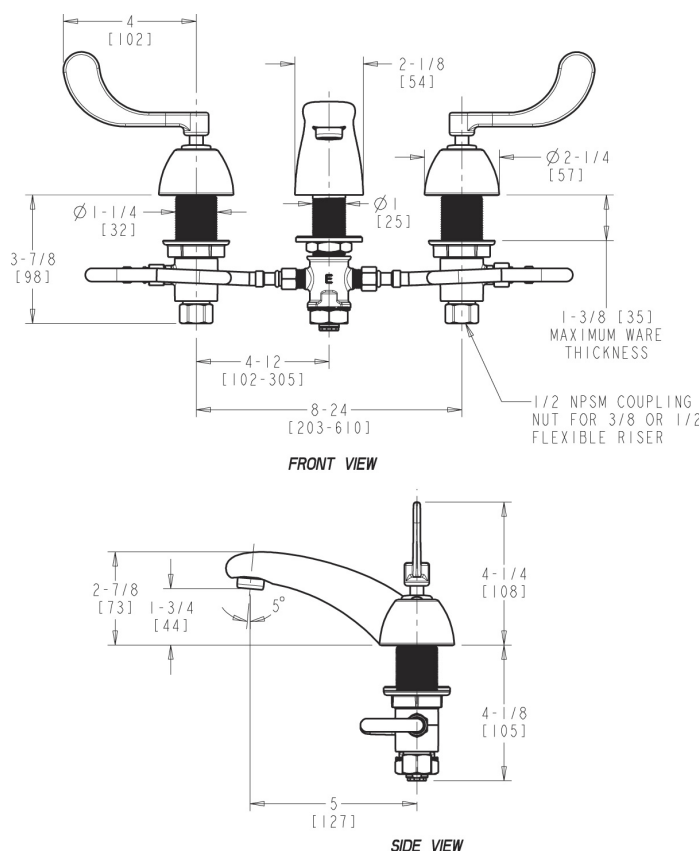 4
[102]
2-1/8
[54]
Ø2-1/4
[57]
Ø1-1/4
[32]
Ø1
[25]
3-7/8
[98]
E
1-3/8 [35]
MAXIMUM WARE
THICKNESS
4-12
[102-305]
8-24
[203-610]
1/2 NPSM COUPLING
NUT FOR 3/8 OR 1/2
FLEXIBLE RISER
FRONT VIEW
2-7/8
[73]
1-3/4
[44]
5°
4-1/4
[108]
4-1/8
[105]
5
[127]
SIDE VIEW